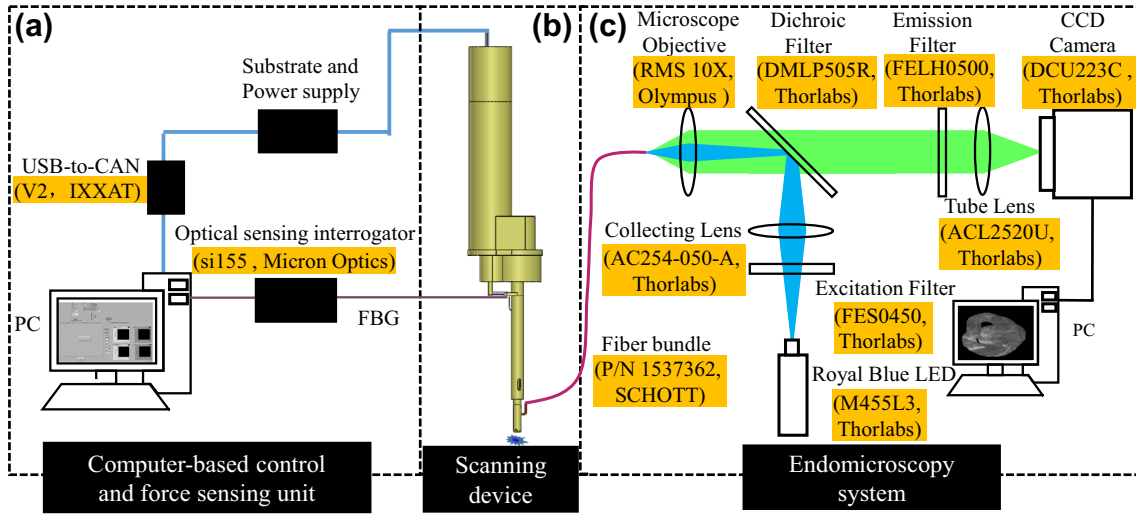 (a)
Substrate and
Power supply
USB-to-CAN
(V2，IXXAT)
Optical sensing interrogator
(si155 , Micron Optics)
PC
FBG
Computer-based control
and force sensing unit
(b)
Scanning
device
(c)
Microscope
Objective
(RMS 10X,
Olympus )
Dichroic
Filter
(DMLP505R,
Thorlabs)
Emission
Filter
(FELH0500,
Thorlabs)
CCD
Camera
(DCU223C ,
Thorlabs)
Collecting Lens
(AC254-050-A,
Thorlabs)
Tube Lens
(ACL2520U,
Thorlabs)
Excitation Filter
(FES0450,
Thorlabs)
PC
Fiber bundle
(P/N 1537362,
SCHOTT)
Royal Blue LED
(M455L3,
Thorlabs)
Endomicroscopy
system